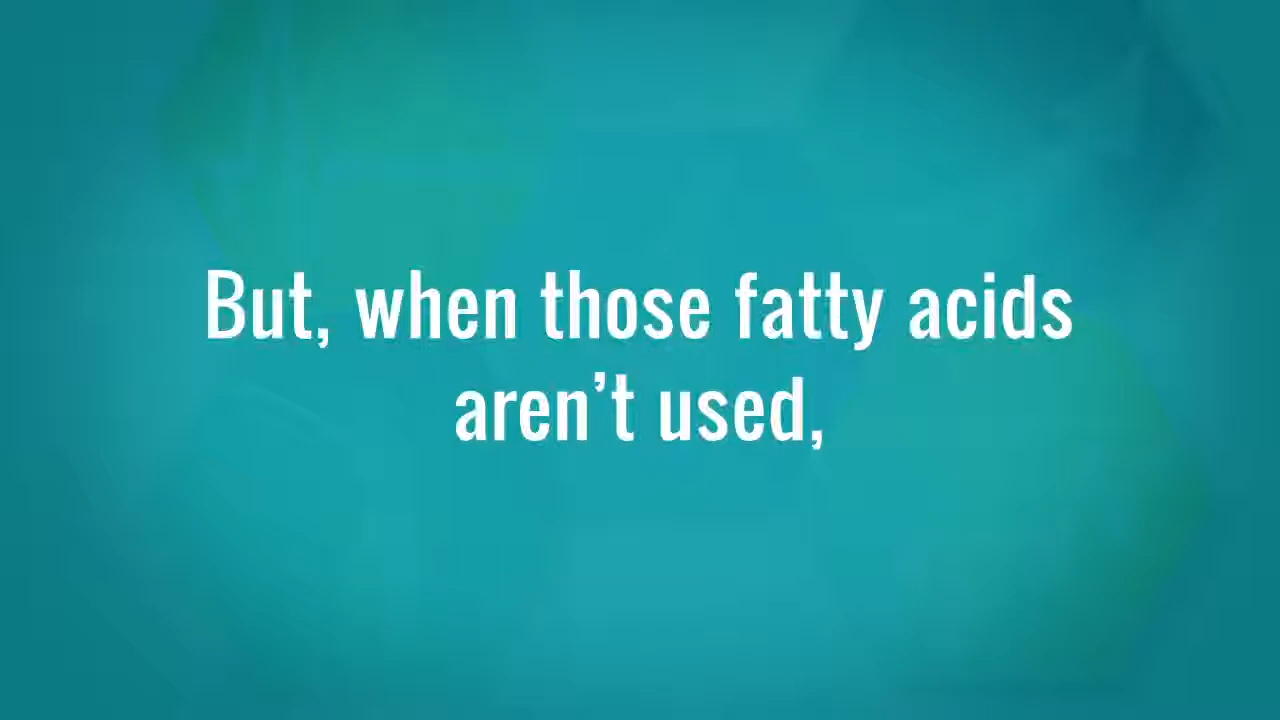 But, when those fatty acids
aren’t used,